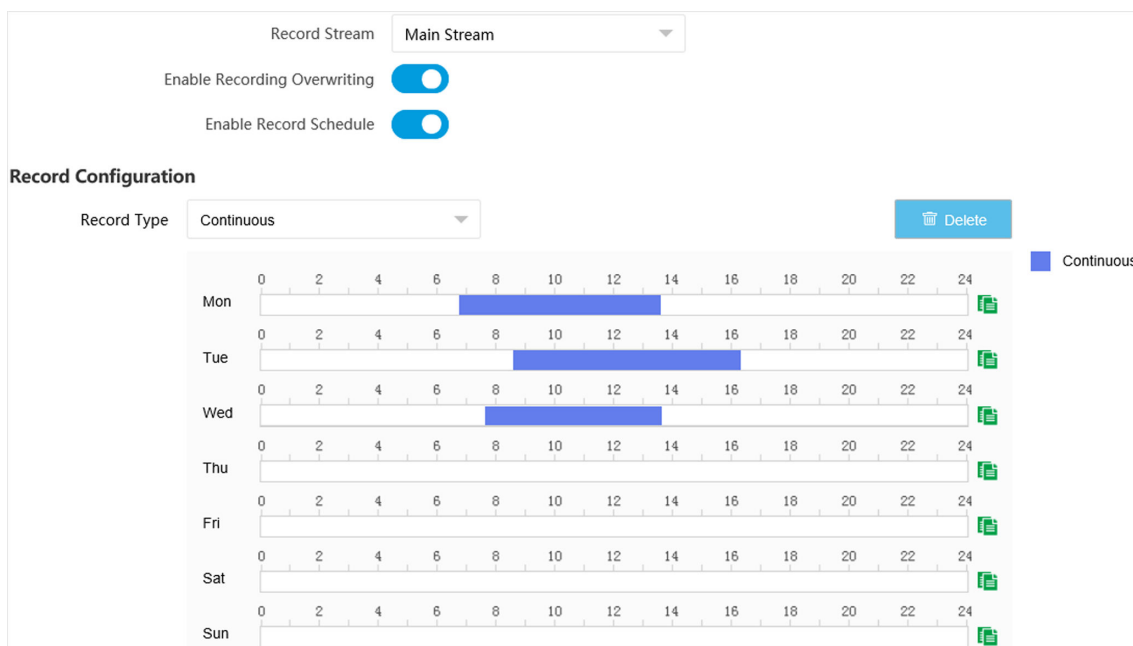 Record Stream Main Stream
Enable Recording Overwriting
Enable Record Schedule
Record Configuration
Record Type Continuous Delete
Continuous
0 2 4 6 8 10 12 14 16 18 20 22 24
Mon
0 2 4 6 8 10 12 14 16 18 20 22 24
Tue
0 2 4 6 8 10 12 14 16 18 20 22 24
Wed
0 2 4 6 8 10 12 14 16 18 20 22 24
Thu
0 2 4 6 8 10 12 14 16 18 20 22 24
Fri
0 2 4 6 8 10 12 14 16 18 20 22 24
Sat
0 2 4 6 8 10 12 14 16 18 20 22 24
Sun